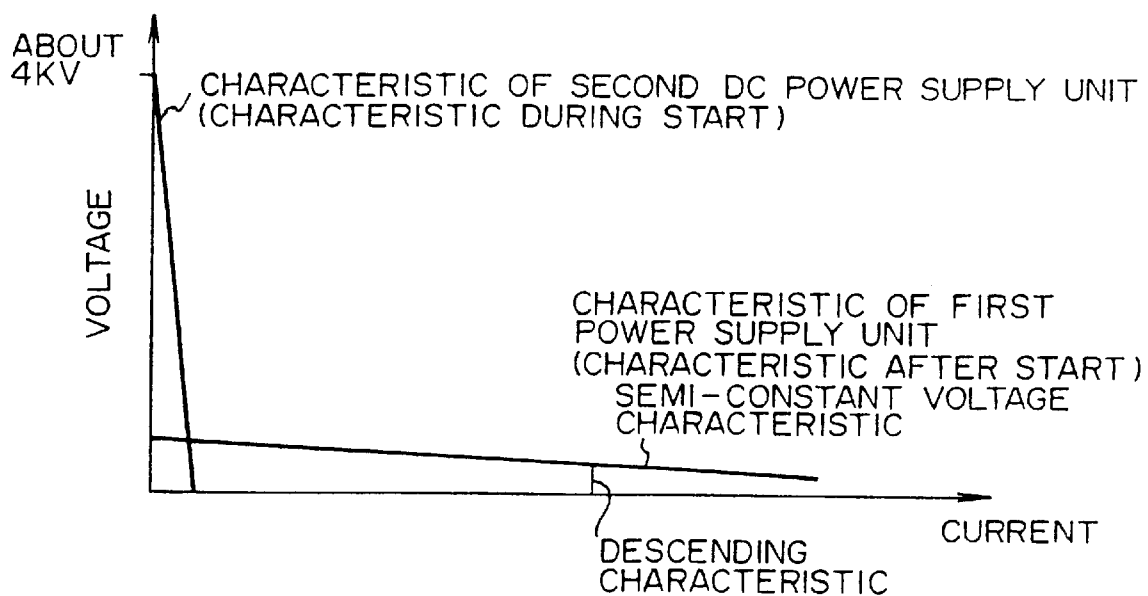 ABOUT
4KV
CHARACTERISTIC OF SECOND DC POWER SUPPLY UNIT
(CHARACTERISTIC DURING START)
VOLTAGE
CHARACTERISTIC OF FIRST
POWER SUPPLY UNIT
(CHARACTERISTIC AFTER START)
SEMI-CONSTANT VOLTAGE
CHARACTERISTIC
CURRENT
DESCENDING
CHARACTERISTIC